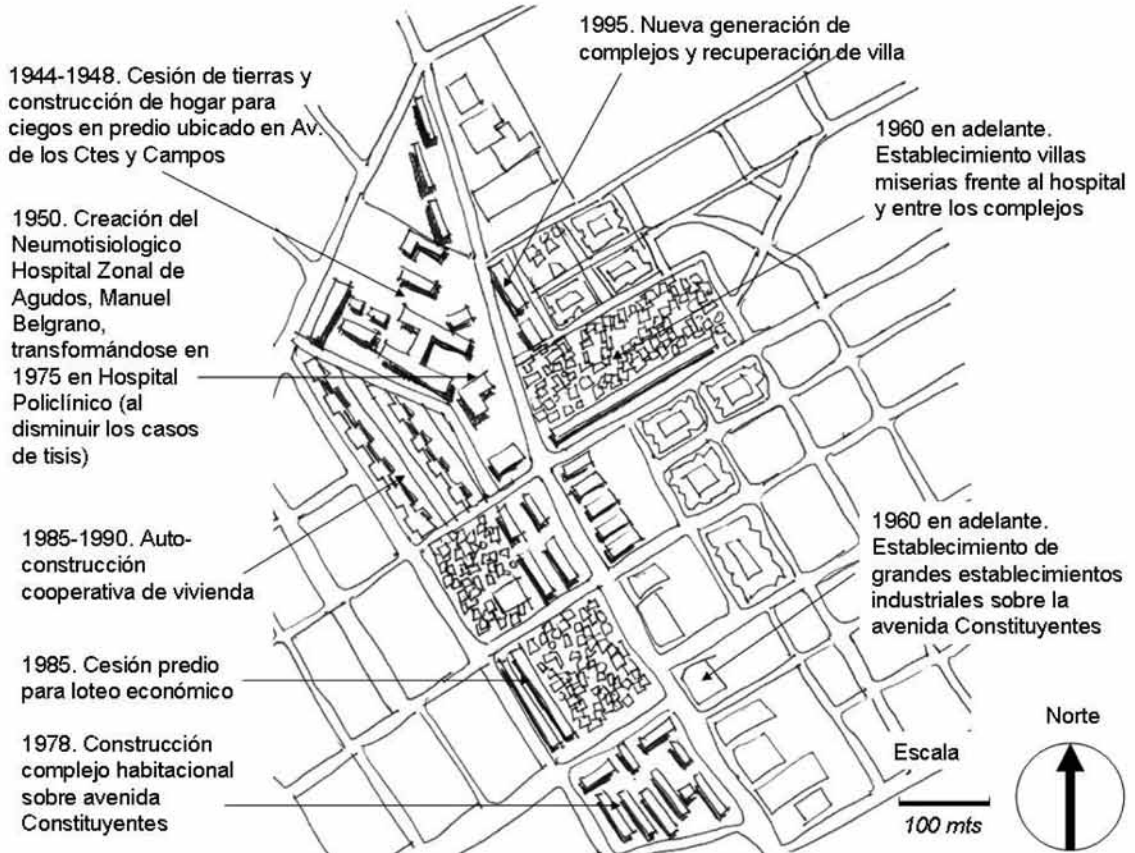 1995. Nueva generación de
complejos y recuperación de villa
1944-1948. Cesión de tierras y
construcción de hogar para
ciegos en predio ubicado en Av.
de los Ctes y Campos
1960 en adelante.
Establecimiento villas
miserias frente al hospital
y entre los complejos
1950. Creación del
Neumotisiologico
Hospital Zonal de
Agudos, Manuel
Belgrano,
transformándose en
1975 en Hospital
Policlínico (al
disminuir los casos
de tisis)
1985-1990. Auto-
construcción
cooperativa de vivienda
1960 en adelante.
Establecimiento de
grandes establecimientos
industriales sobre la
avenida Constituyentes
1985. Cesión predio
para loteo económico
1978. Construcción
complejo habitacional
sobre avenida
Constituyentes
Norte
Escala
100 mts